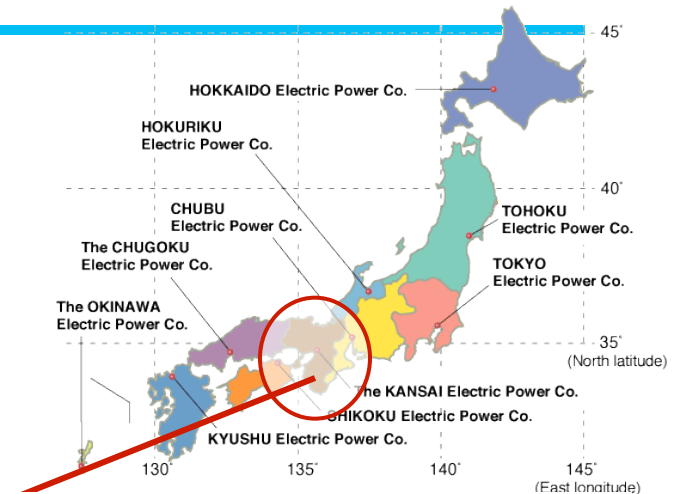 45°
HOKKAIDO Electric Power Co.
HOKURIKU
Electric Power Co.
40°
CHUBU
Electric Power Co.
TOHOKU
Electric Power Co.
The CHUGOKU
Electric Power Co.
TOKYO
Electric Power Co.
The OKINAWA
Electric Power Co.
35°
(North latitude)
The KANSAI Electric Power Co.
SHIKOKU Electric Power Co.
KYUSHU Electric Power Co.
130°
135°
140°
145°
(East longitude)